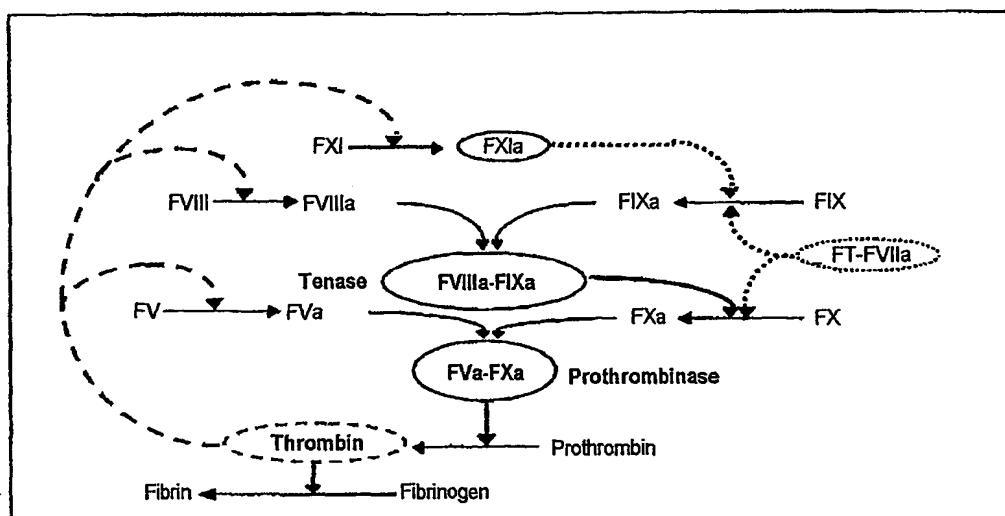 FXI FXIa
FVIII FVIIIa FIXa FIX
FT-FVIIa
Tenase FVIIIa-FIXa
FV FVa FXa FX
FVa-FXa Prothrombinase
Thrombin Prothrombin
Fibrin Fibrinogen